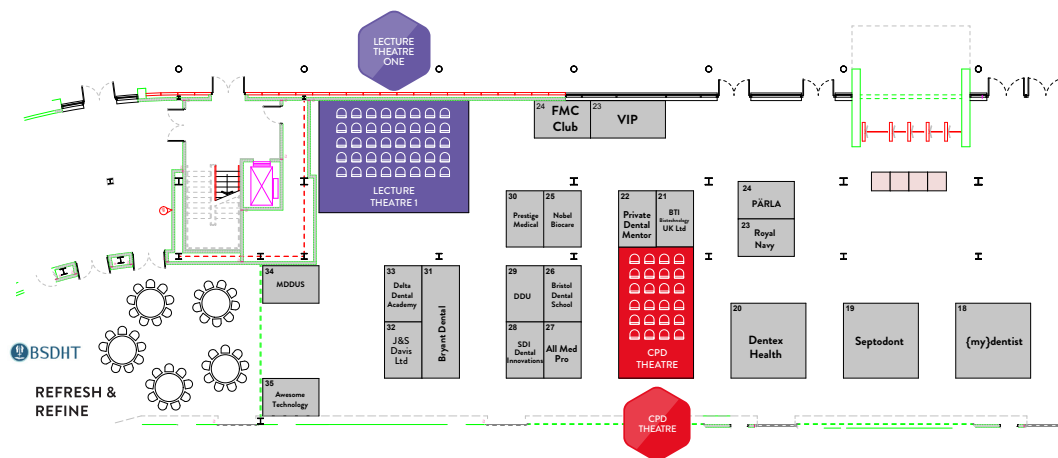 LECTURE
THEATRE
ONE
24
FMC
Club
23
VIP
LECTURE
THEATRE 1
30
Prestige
Medical
25
Nobel
Biocare
22
Private
Dental
Mentor
21
BTI
Biotechnology
UK Ltd
24
PÄRLA
23
Royal
Navy
34
MDDUS
33
Delta
Dental
Academy
31
Bryant Dental
32
J&S
Davis
Ltd
29
DDU
26
Bristol
Dental
School
28
SDI
Dental
Innovations
27
All Med
Pro
CPD
THEATRE
20
Dentex
Health
19
Septodont
18
{my}dentist
BSDHT
REFRESH &
REFINE
35
Awesome
Technology
CPD
THEATRE